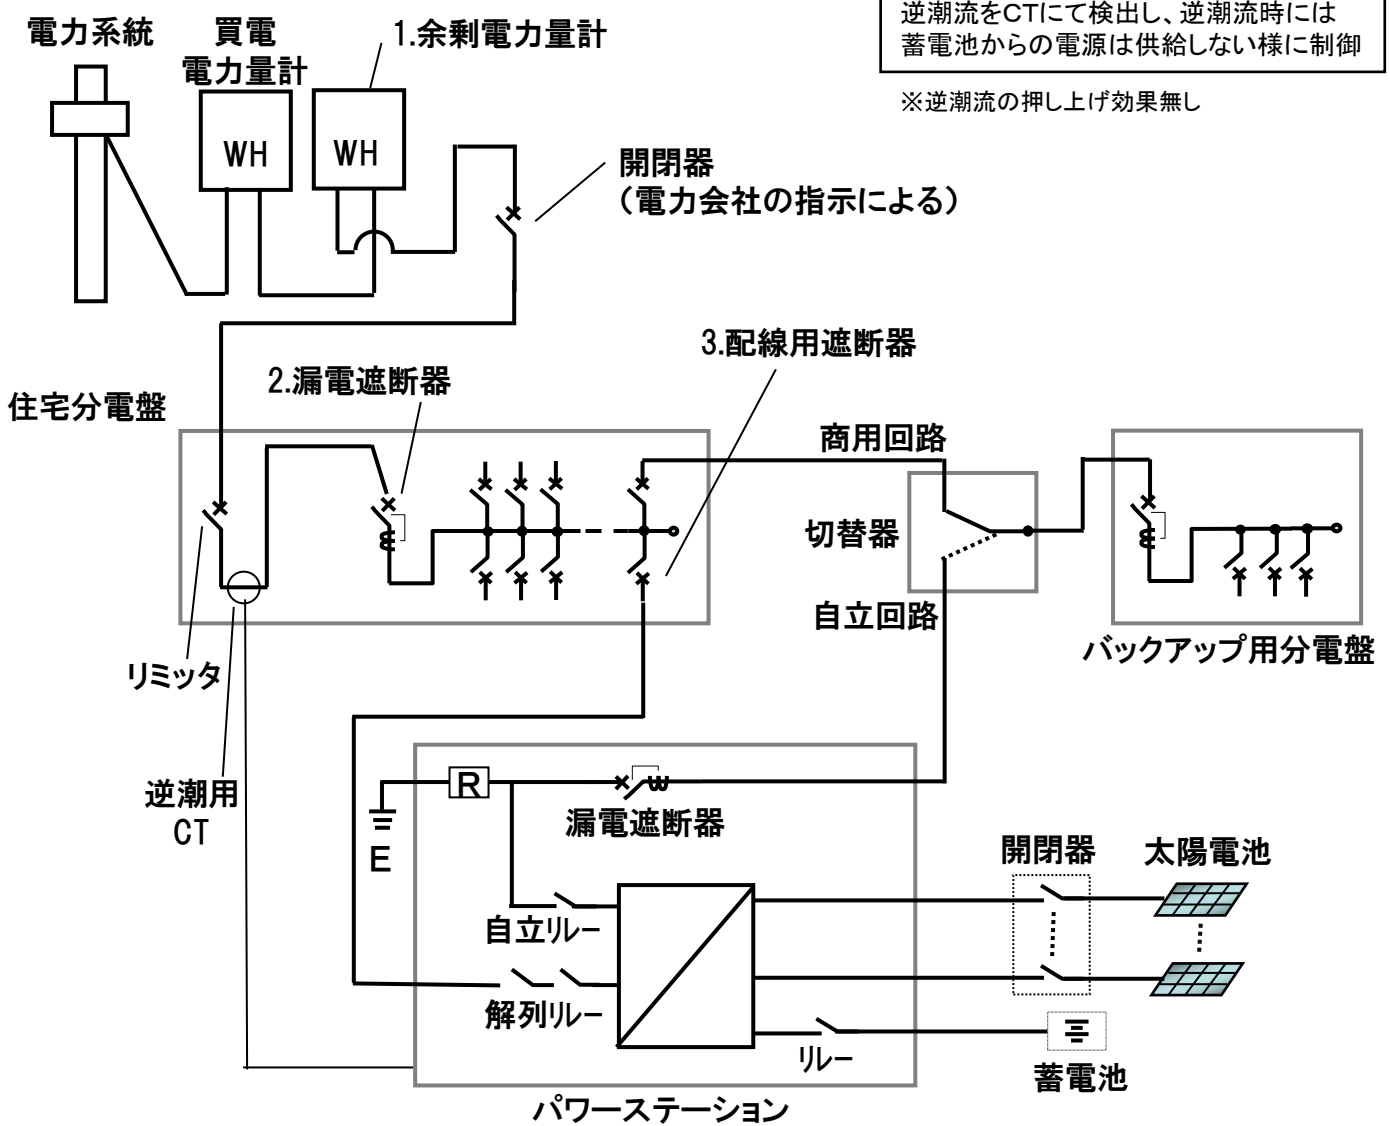 逆潮流をCTにて検出し、逆潮流時には
蓄電池からの電源は供給しない様に制御
※逆潮流の押し上げ効果無し
電力系統
買電
電力量計
1.余剰電力量計
WH
WH
開閉器
（電力会社の指示による）
3.配線用遮断器
2.漏電遮断器
住宅分電盤
商用回路
切替器
自立回路
バックアップ用分電盤
リミッタ
逆潮用
CT
R
E
漏電遮断器
開閉器
太陽電池
自立リレー
解列リレー
リレー
蓄電池
パワーステーション